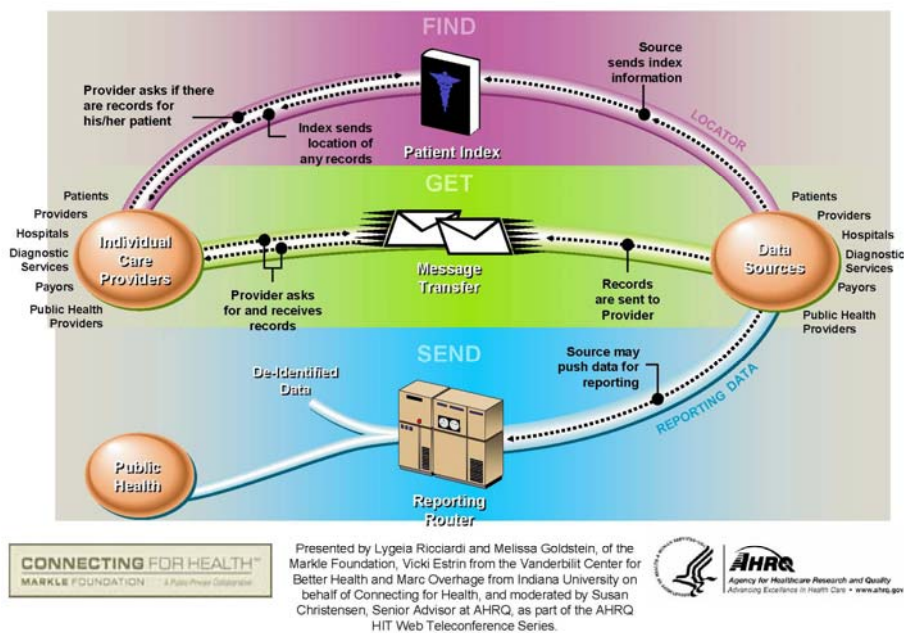 FIND
Source
sends index
information
Provider asks if there
are records for
his/her patient
Index sends
location of
any records
LOCATOR
Patient Index
GET
Patients
Providers
Hospitals
Diagnostic
Services
Payors
Public Health
Providers
Individual
Care
Providers
Message
Transfer
Provider asks
for and receives
records
Records
are sent to
Provider
Data
Sources
Patients
Providers
Hospitals
Diagnostic
Services
Payors
Public Health
Providers
SEND
De-Identified
Data
Source may
push data for
reporting
REPORTING DATA
Public
Health
Reporting
Router
CONNECTING FOR HEALTH™
MARKLE FOUNDATION
A Public-Private Collaborative
Presented by Lygeia Ricciardi and Melissa Goldstein, of the
Markle Foundation, Vicki Estrin from the Vanderbilt Center for
Better Health and Marc Overhage from Indiana University on
behalf of Connecting for Health, and moderated by Susan
Christensen, Senior Advisor at AHRQ, as part of the AHRQ
HIT Web Teleconference Series.
AHRQ
Agency for Healthcare Research and Quality
Advancing Excellence in Health Care • www.ahrq.gov